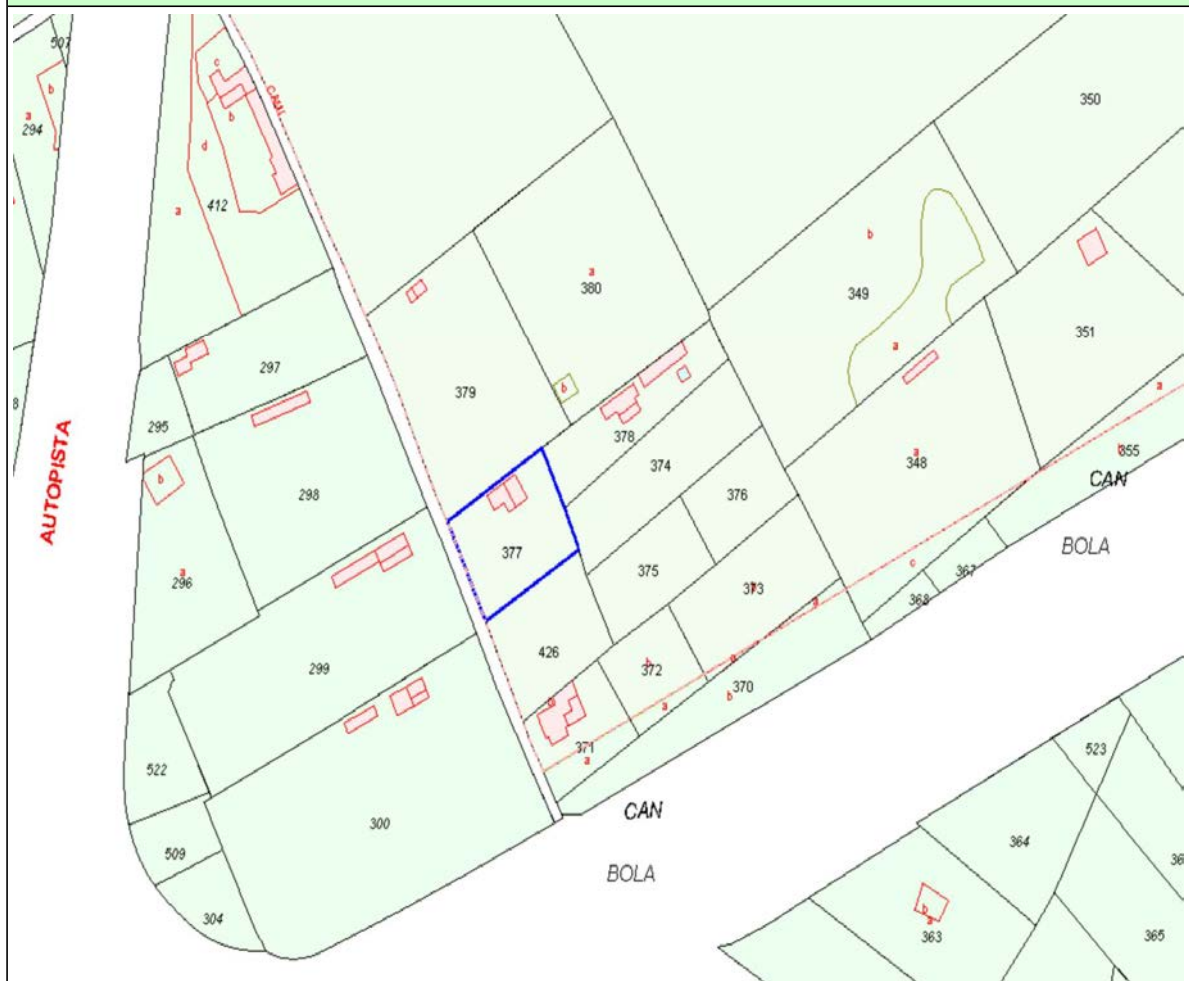 507
c
b
CAMI
350
a
294
b
d
412
a
b
a
380
349
351
297
a
379
b
a
295
378
374
a
348
b
355
CAN
AUTOPISTA
b
298
376
BOLA
377
375
c
367
a
296
373
368
a
426
b
372
a
299
370
a
b
371
a
523
522
CAN
300
364
509
BOLA
304
b
a
363
365